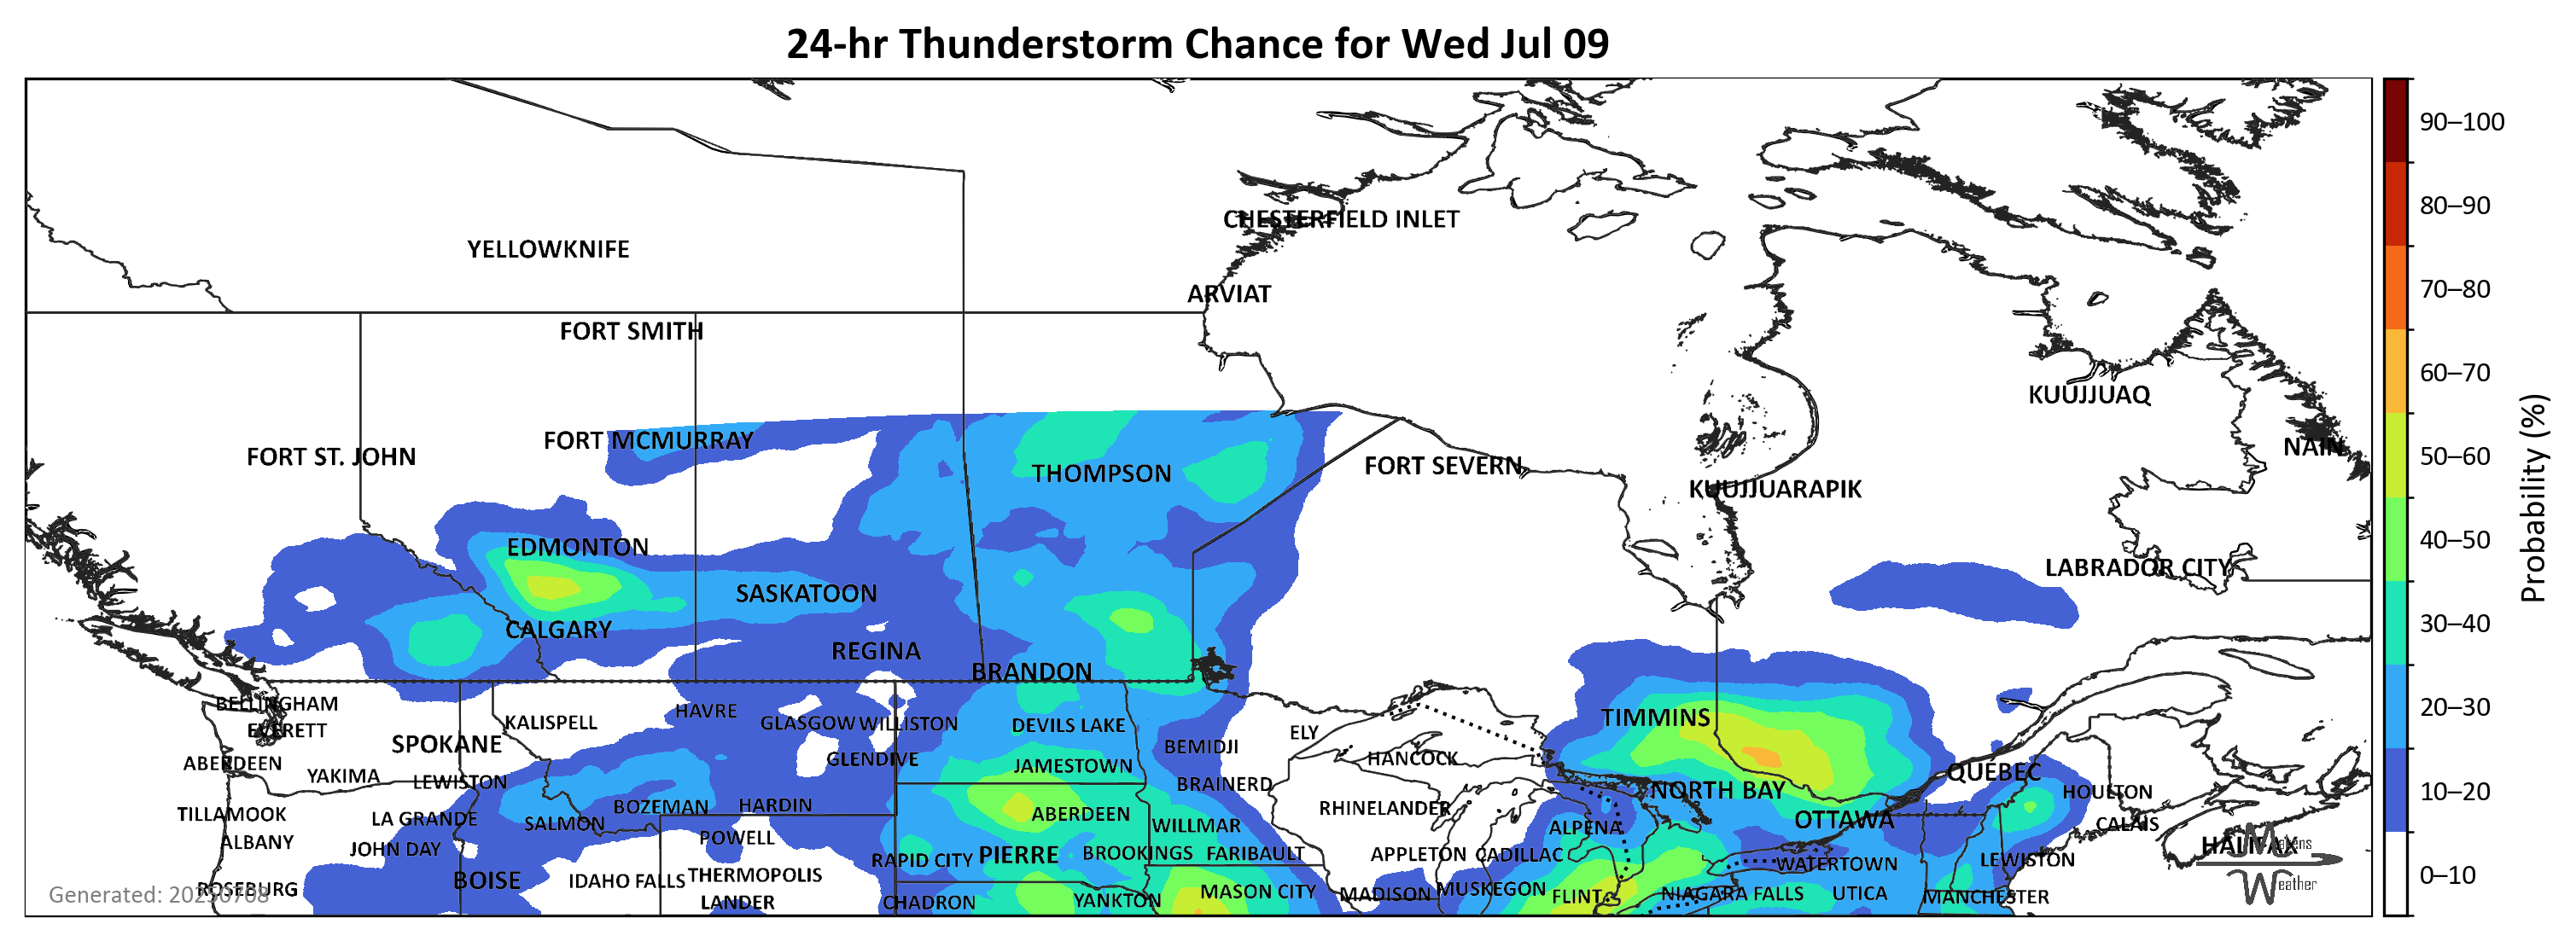 24-hr Thunderstorm Chance for Wed Jul 09
90–100
80–90
70–80
60–70
50–60
40–50
30–40
20–30
10–20
0–10
Probability (%)
CHESTERFIELD INLET
YELLOWKNIFE
ARVIAT
FORT SMITH
KUUJJUAQ
FORT MCMURRAY
NAIN
FORT ST. JOHN
THOMPSON
FORT SEVERN
KUUJJUARAPIK
EDMONTON
LABRADOR CITY
SASKATOON
CALGARY
REGINA
BRANDON
BELLINGHAM
HAVRE
TIMMINS
EVERETT
KALISPELL
GLASGOW
WILLISTON
DEVILS LAKE
ELY
SPOKANE
BEMIDJI
ABERDEEN
GLENDIVE
JAMESTOWN
HANCOCK
QUÉBEC
YAKIMA
LEWISTON
BRAINERD
NORTH BAY
HOULTON
TILLAMOOK
LA GRANDE
SALMON
BOZEMAN
HARDIN
ABERDEEN
WILLMAR
RHINELANDER
ALPENA
OTTAWA
CALAIS
ALBANY
JOHN DAY
POWELL
RAPID CITY
PIERRE
BROOKINGS
FARIBAULT
APPLETON
CADILLAC
WATERTOWN
LEWISTON
HALIFAX
Makens
Weather
ROSEBURG
BOISE
IDAHO FALLS
THERMOPOLIS
LANDER
CHADRON
YANKTON
MASON CITY
MADISON
MUSKEGON
FLINT
NIAGARA FALLS
UTICA
MANCHESTER
Generated: 20250708